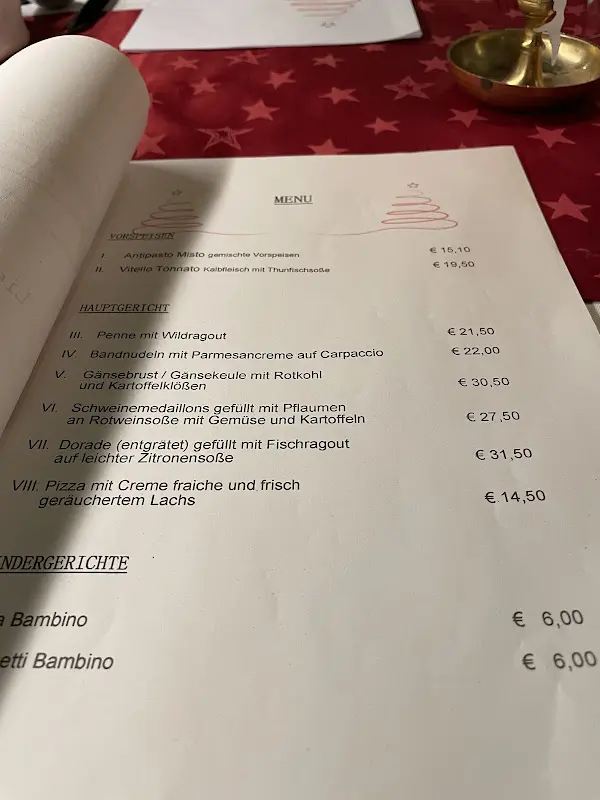 MENU
VORSPEISEN
I. Antipasto Misto gemischte Vorspeisen € 15,10
II. Vitello Tonnato Kalbfleisch mit Thunfischsoße € 19,50
HAUPTGERICHT
III. Penne mit Wildragout € 21,50
IV. Bandnudeln mit Parmesancreme auf Carpaccio € 22,00
V. Gänsebrust / Gänsekeule mit Rotkohl
und Kartoffelklößen € 30,50
VI. Schweinemedaillons gefüllt mit Pflaumen
an Rotweinsoße mit Gemüse und Kartoffeln € 27,50
VII. Dorade (entgrätet) gefüllt mit Fischragout
auf leichter Zitronensoße € 31,50
VIII. Pizza mit Creme fraiche und frisch
geräuchertem Lachs € 14,50
NDERGERICHTE
a Bambino € 6,00
etti Bambino € 6,00